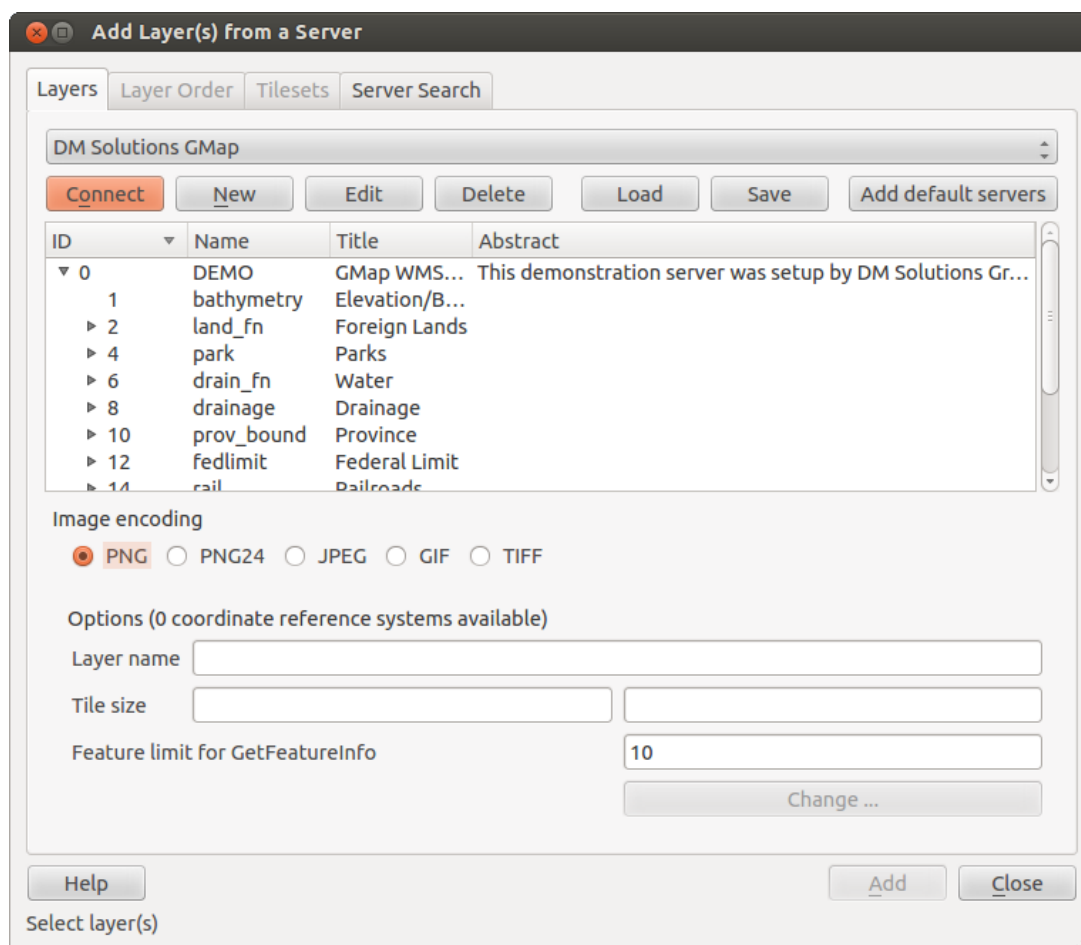 Add Layer(s) from a Server
Layers Layer Order Tilesets Server Search
DM Solutions GMap
Connect New Edit Delete Load Save Add default servers
ID Name Title Abstract
0 DEMO GMap WMS... This demonstration server was setup by DM Solutions Gr...
1 bathymetry Elevation/B...
2 land_fn Foreign Lands
4 park Parks
6 drain_fn Water
8 drainage Drainage
10 prov_bound Province
12 fedlimit Federal Limit
14 rail Railroads
Image encoding
PNG PNG24 JPEG GIF TIFF
Options (0 coordinate reference systems available)
Layer name
Tile size
Feature limit for GetFeatureInfo 10
Change ...
Help Add Close
Select layer(s)